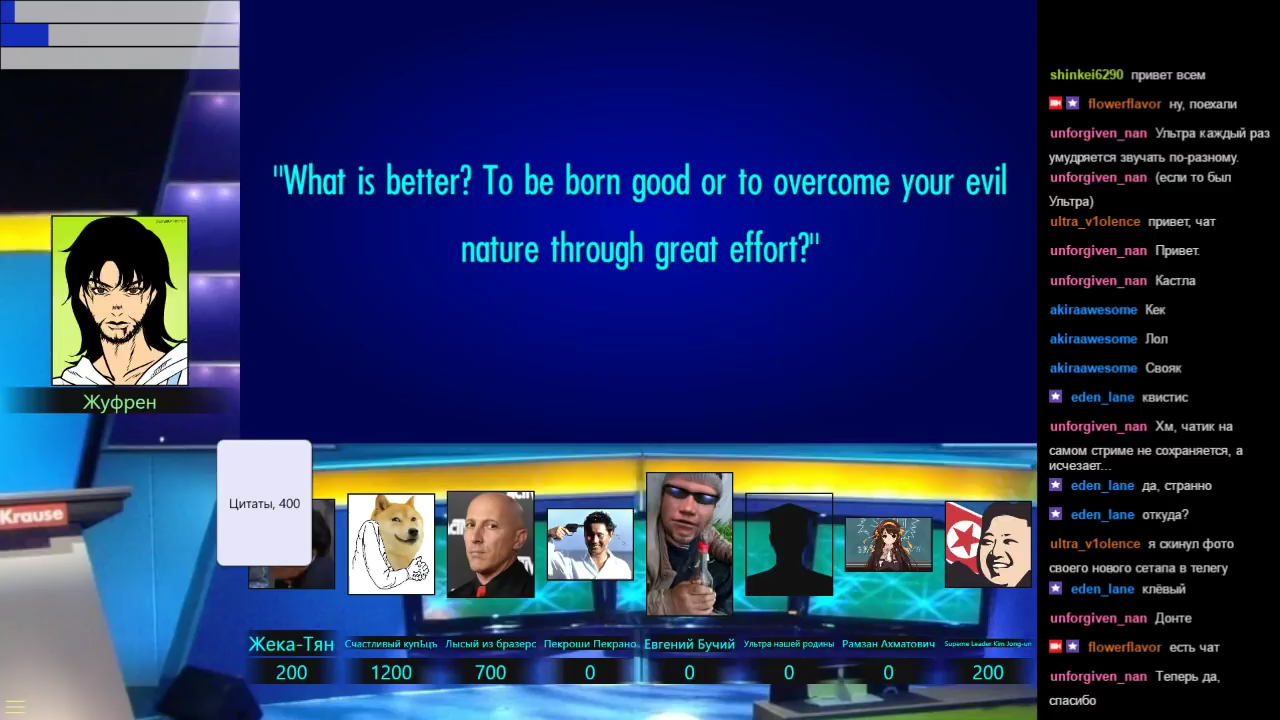 "What is better? To be born good or to overcome your evil
nature through great effort?"
Жуфрен
Krause
Цитаты, 400
Жека-Тян
Счастливый купЪцъ
Лысый из бразерс
Пекроши Пекрано
Евгений Бучий
Ультра нашей родины
Рамзан Ахматович
Supeme Leader Kim Jong-un
200
1200
700
0
0
0
0
200
shinkei6290 привет всем
flowerflavor ну, поехали
unforgiven_nan Ультра каждый раз
умудряется звучать по-разному.
unforgiven_nan (если то был
Ультра)
ultra_v1olence привет, чат
unforgiven_nan Привет.
unforgiven_nan Кастла
akiraawesome Кек
akiraawesome Лол
akiraawesome Свояк
eden_lane квистис
unforgiven_nan Хм, чатик на
самом стриме не сохраняется, а
исчезает...
eden_lane да, странно
eden_lane откуда?
ultra_v1olence я скинул фото
своего нового сетапа в телегу
eden_lane клёвый
unforgiven_nan Донте
flowerflavor есть чат
unforgiven_nan Теперь да,
спасибо